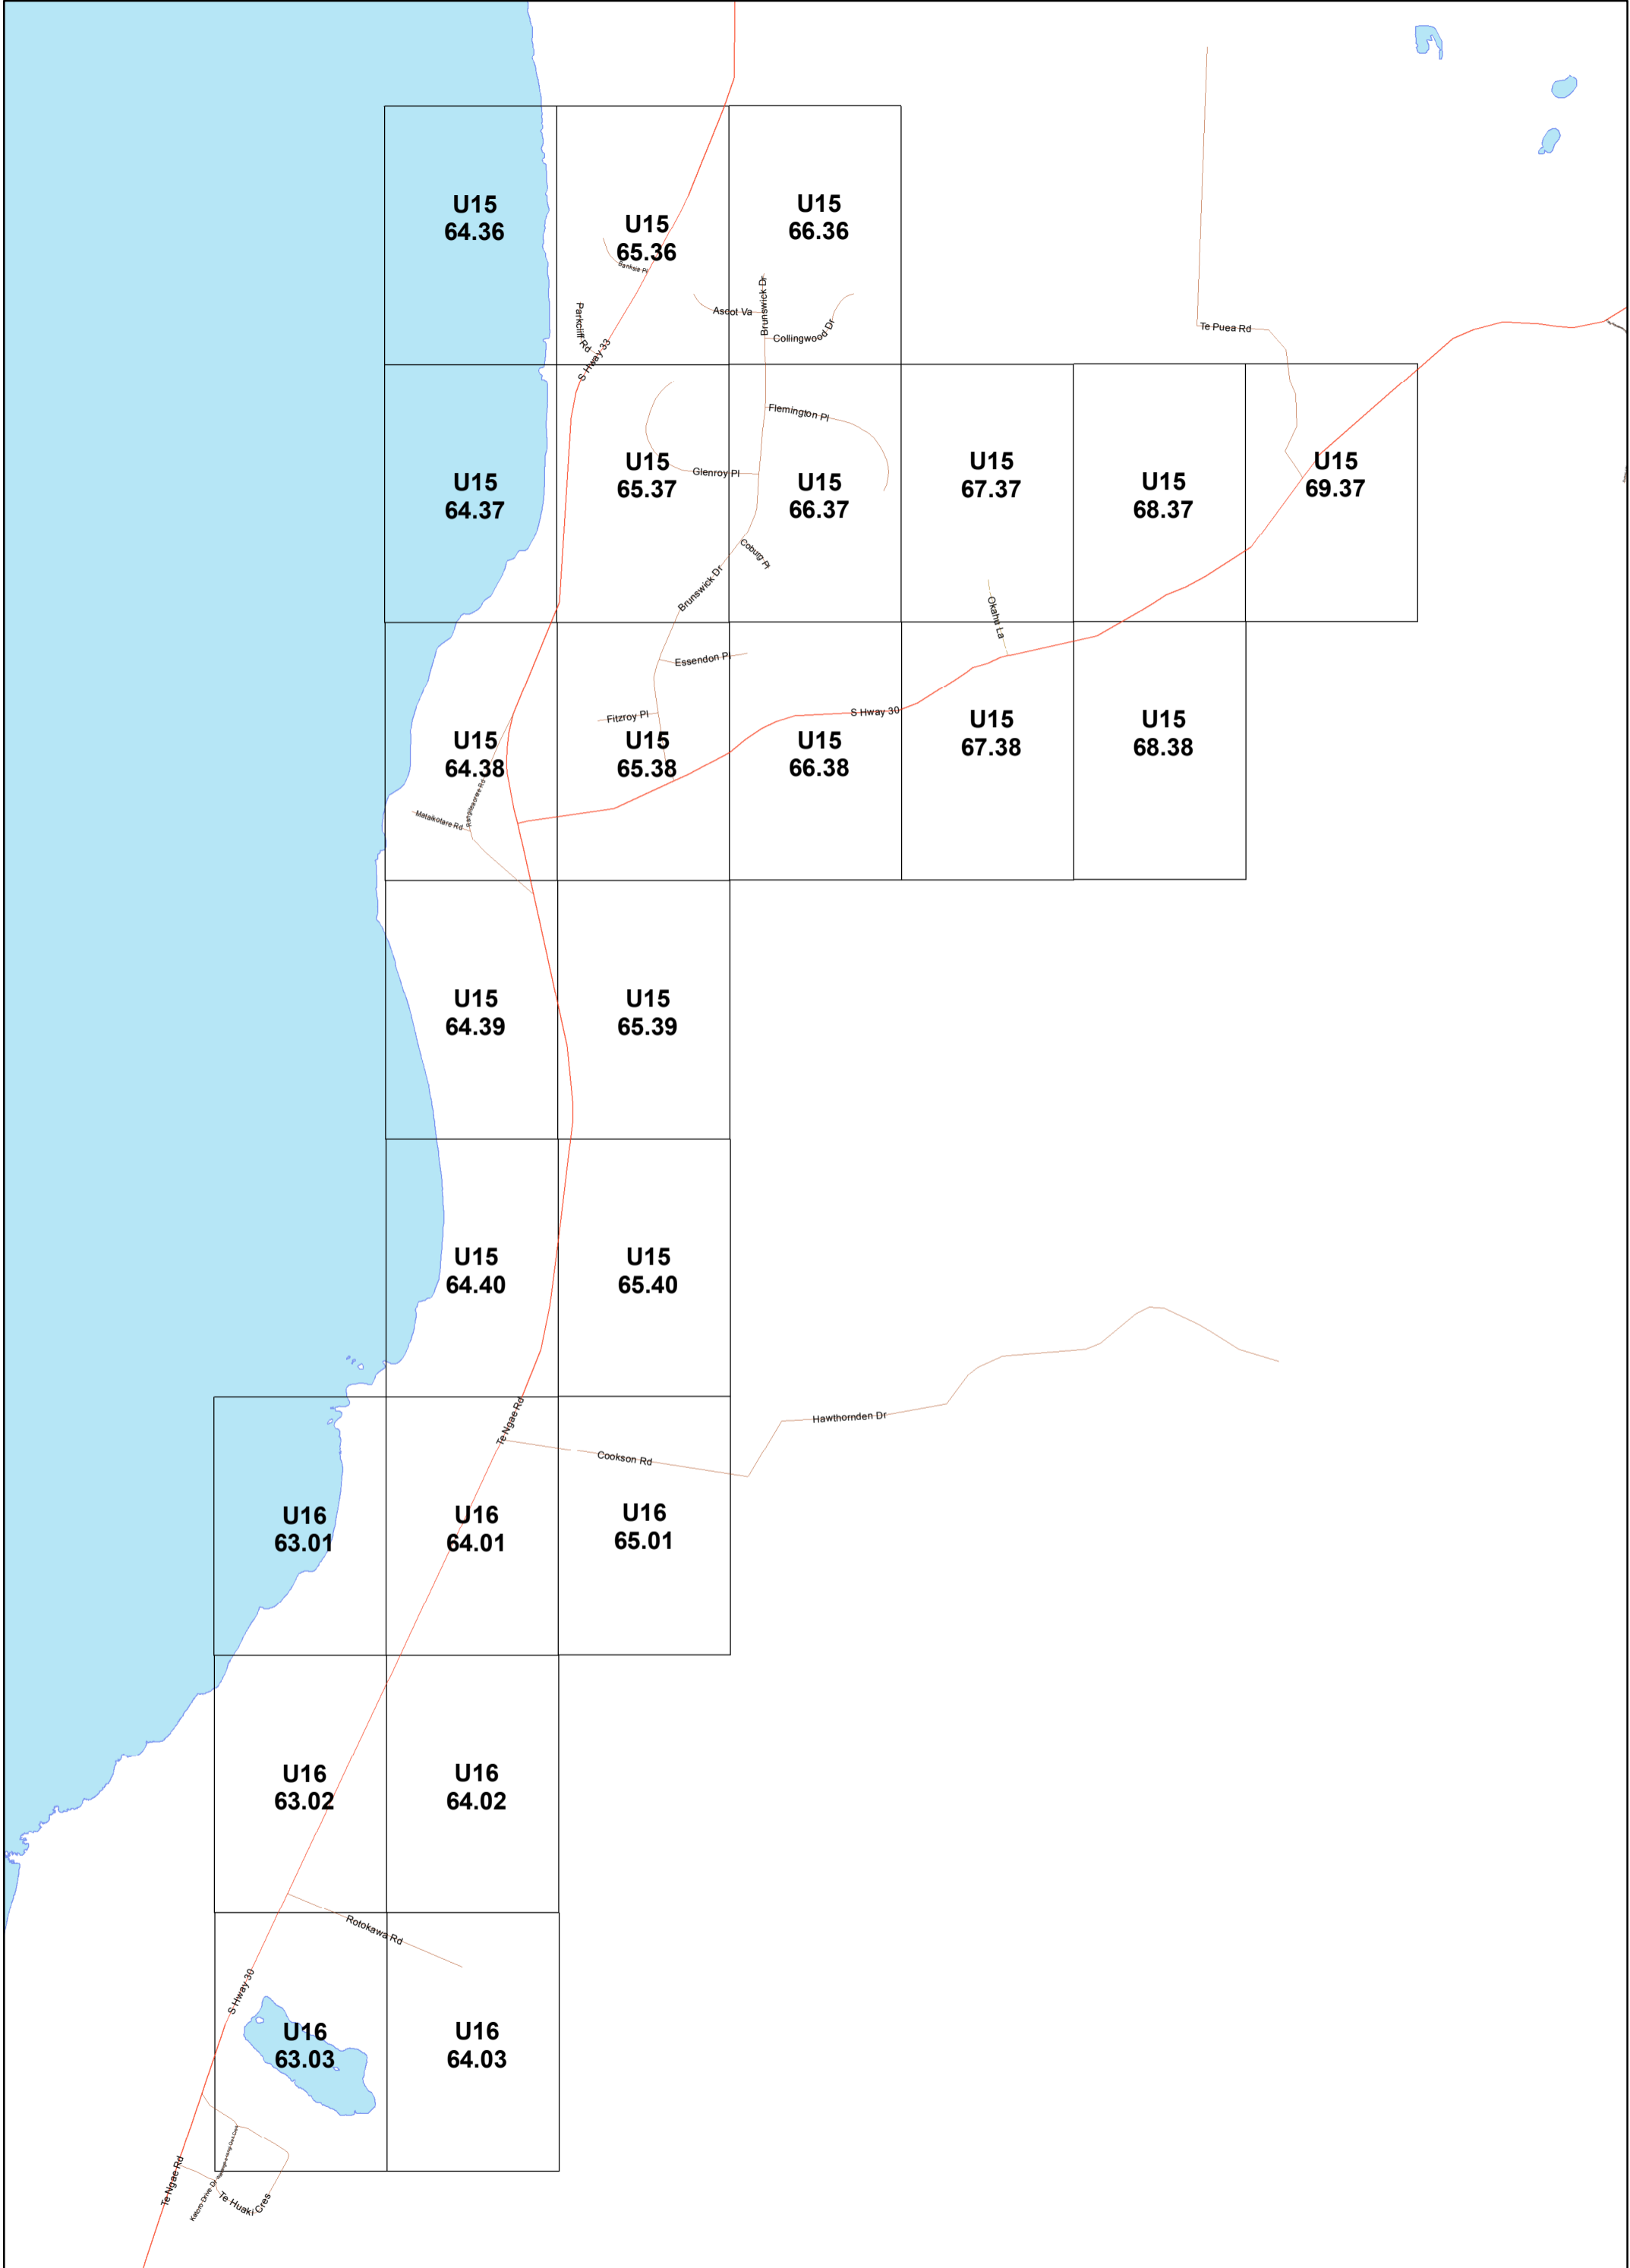 U15
64.36
U15
65.36
U15
66.36
Banksia Pl
Parkcliff Rd
S Hway 33
Ascot Va
Brunswick Dr
Collingwood Dr
Te Puea Rd
U15
64.37
U15
65.37
Glenroy Pl
Flemington Pl
U15
66.37
U15
67.37
U15
68.37
U15
69.37
Coburg Pl
Brunswick Dr
Okahu La
Essendon Pl
Fitzroy Pl
S Hway 30
U15
64.38
U15
65.38
U15
66.38
U15
67.38
U15
68.38
Mataikotare Rd
U15
64.39
U15
65.39
U15
64.40
U15
65.40
Te Ngae Rd
Cookson Rd
Hawthornden Dr
U16
63.01
U16
64.01
U16
65.01
U16
63.02
U16
64.02
Rotokawa Rd
S Hway 30
U16
63.03
U16
64.03
Te Ngae Rd
Te Huaki Cres